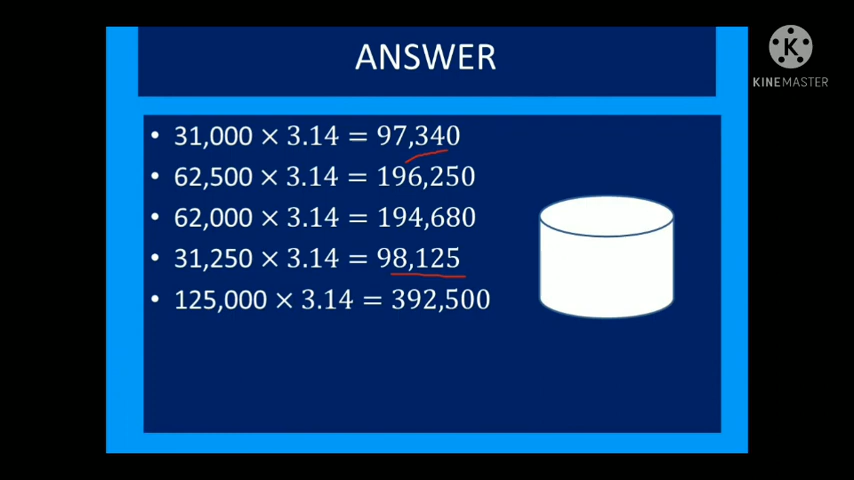 ANSWER
K
KINEMASTER
• 31,000 × 3.14 = 97,340
• 62,500 × 3.14 = 196,250
• 62,000 × 3.14 = 194,680
• 31,250 × 3.14 = 98,125
• 125,000 × 3.14 = 392,500